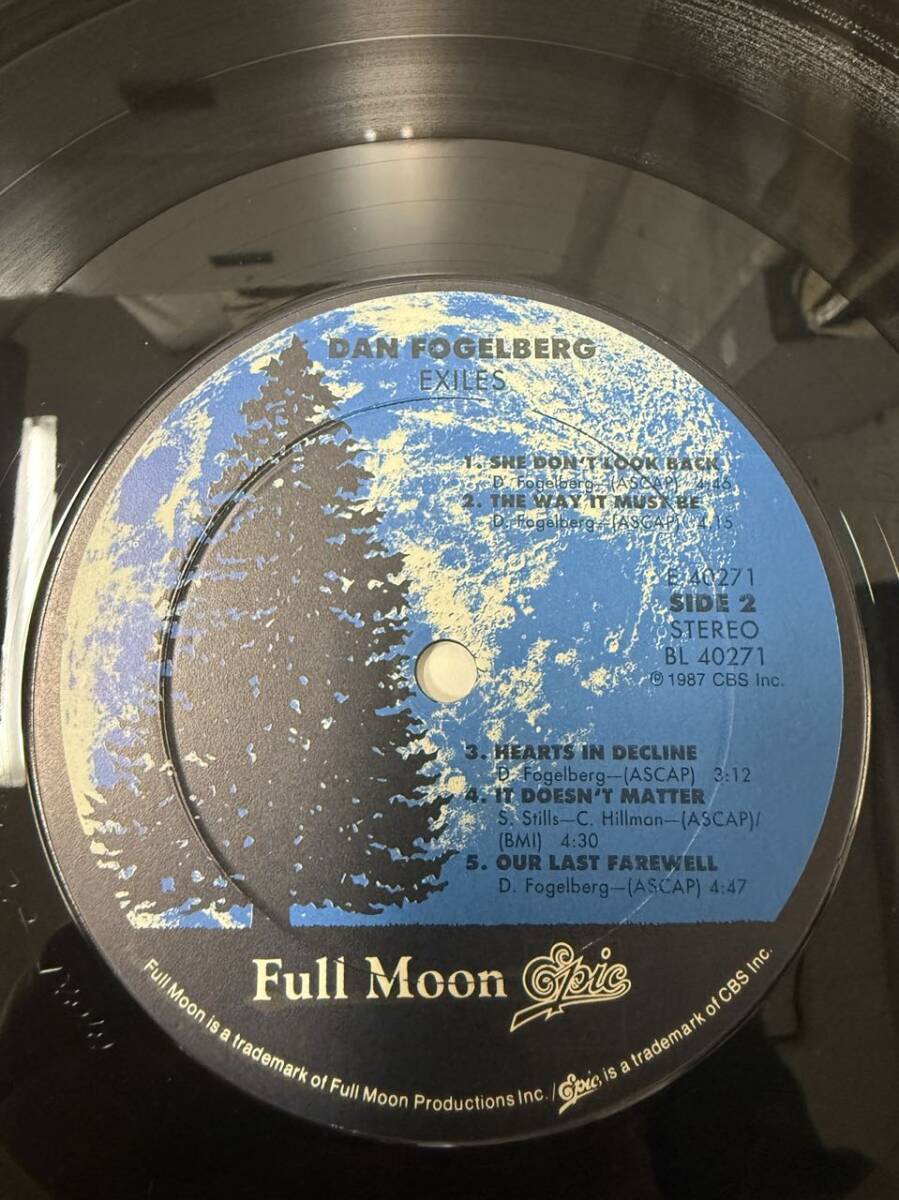 DAN FOGELBERG
EXILES
1. SHE DON'T LOOK BACK
D. Fogelberg—(ASCAP) 4:46
2. THE WAY IT MUST BE
D. Fogelberg—(ASCAP) 4:15
E 40271
SIDE 2
STEREO
BL 40271
℗ 1987 CBS Inc.
3. HEARTS IN DECLINE
D. Fogelberg—(ASCAP) 3:12
4. IT DOESN'T MATTER
S. Stills—C. Hillman—(ASCAP)/
(BMI) 4:30
5. OUR LAST FAREWELL
D. Fogelberg—(ASCAP) 4:47
Full Moon Epic
Full Moon is a trademark of Full Moon Productions Inc. / Epic, is a trademark of CBS Inc.